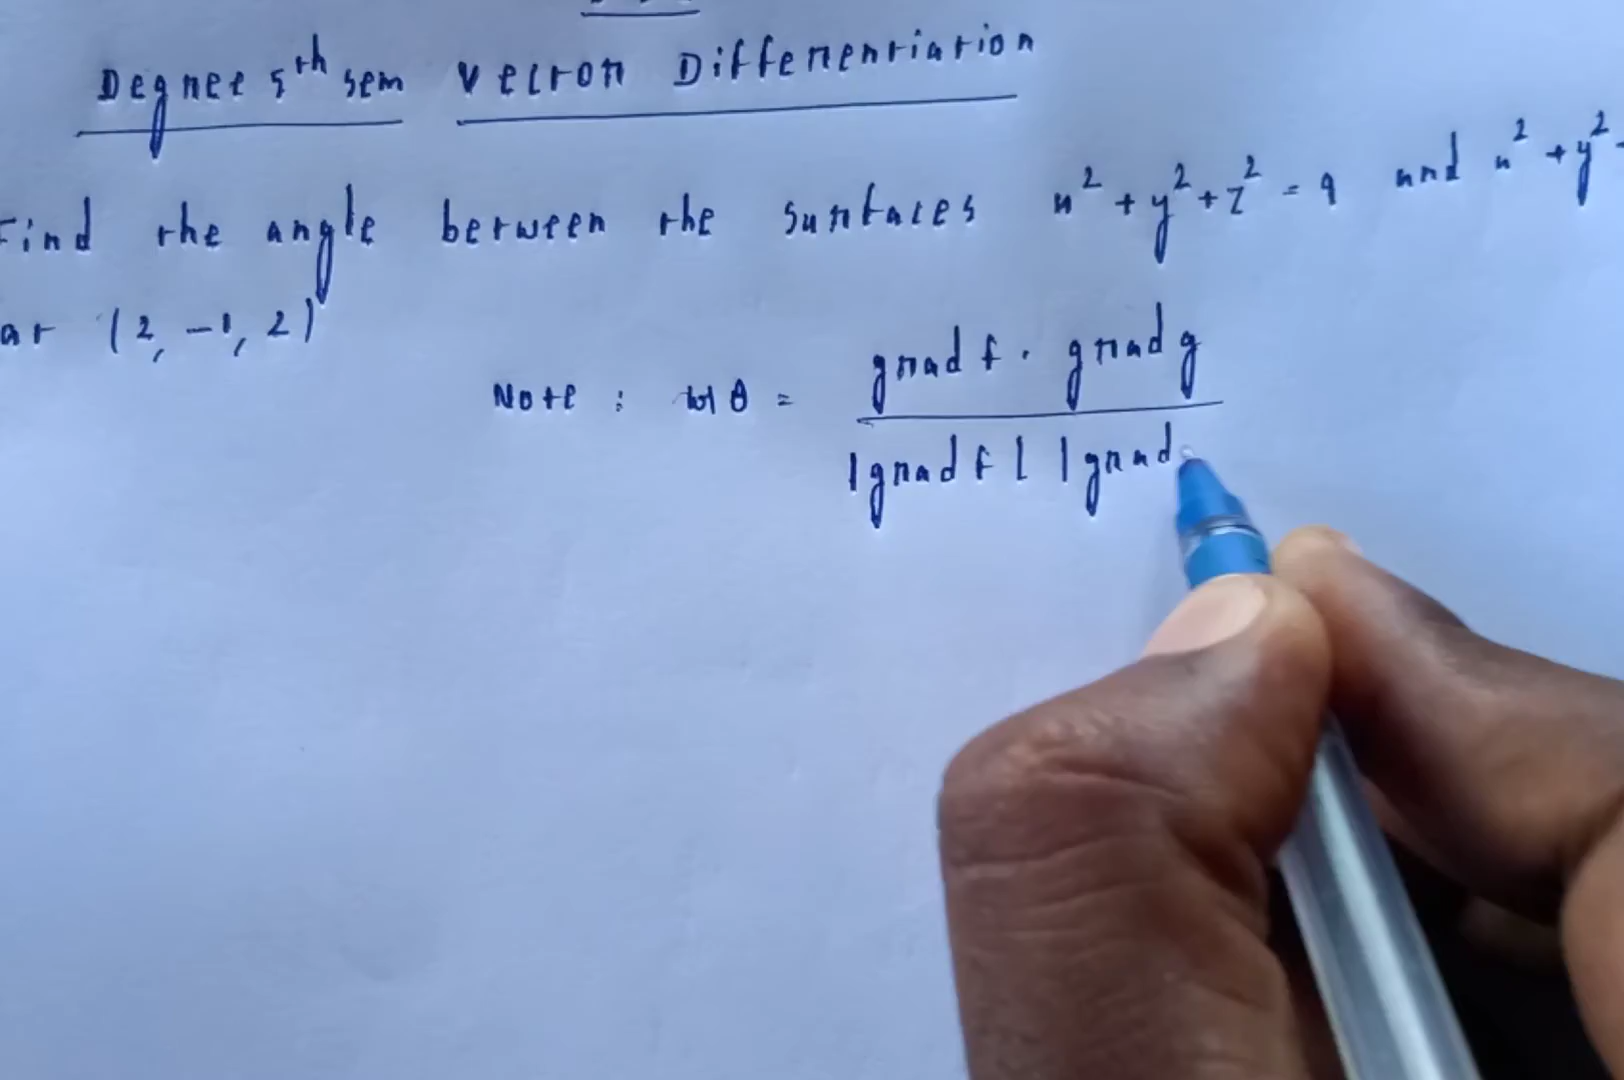 Degree 5th sem Vector Differentiation
Find the angle between the surfaces x² + y² + z² = 9 and x² + y² -
at (2, -1, 2)
Note : cos θ = grad f . grad g
|grad f| |grad